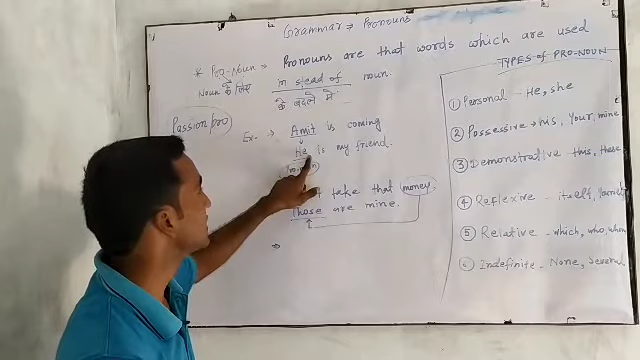 Grammar ⇒ Pronouns
* Pro-Noun ⇒ Pronouns are that words which are used
Noun के लिए in stead of noun.
के बदले में
Passion pro
Ex- → Amit is coming
He is my friend.
take that money.
Those are mine.
⇒
TYPES of PRO-NOUN
① Personal - He, she
② Possessive → his, Your, mine
③ Demonstrative this, these
④ Reflexive - itself,
⑤ Relative - which, who, whom
⑥ Indefinite - None, Several